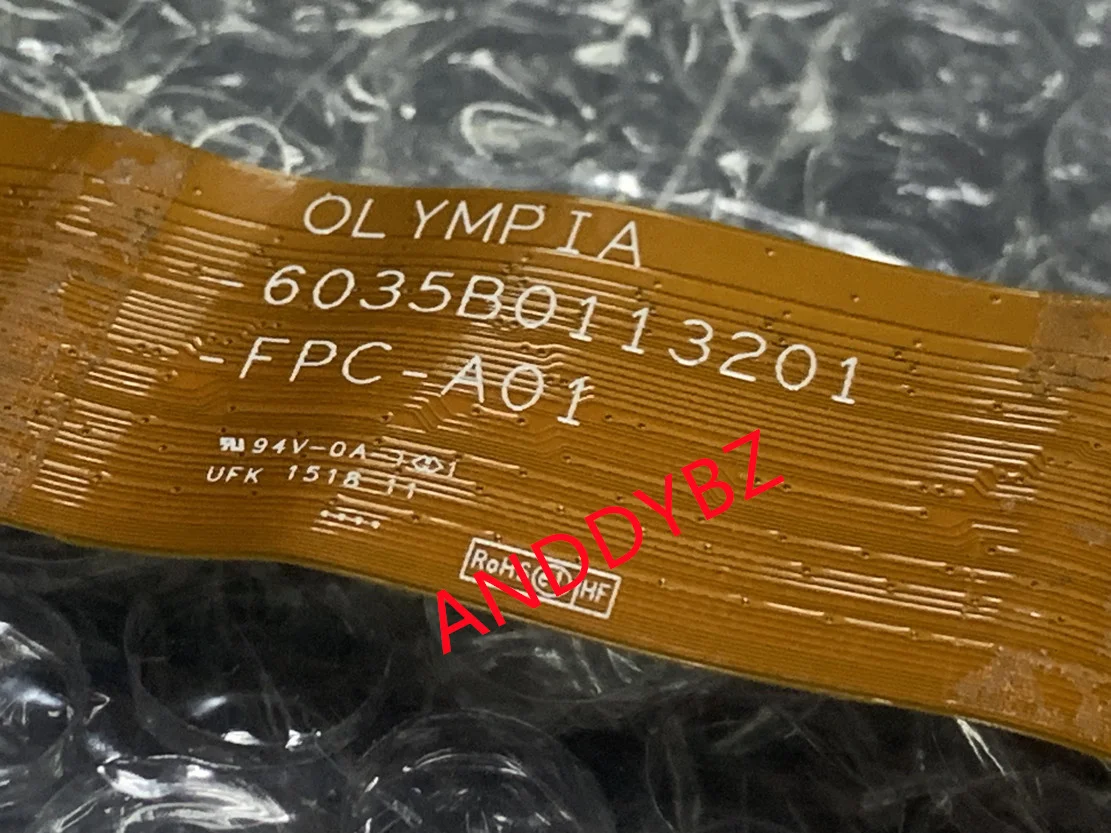 OLYMPIA
-6035B0113201
-FPC-A01
94V-0A
UFK 1518 11
RoHS HF
ANDDYBZ